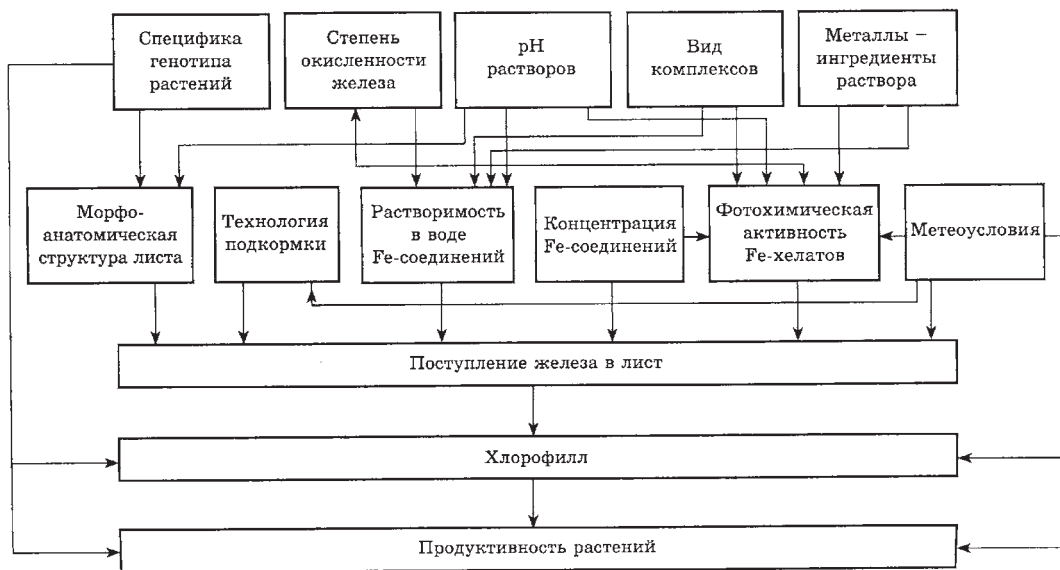 Специфика
генотипа
растений
Степень
окисленности
железа
pH
растворов
Вид
комплексов
Металлы –
ингредиенты
раствора
Морфо-
анатомическая
структура листа
Технология
подкормки
Растворимость
в воде
Fe-соединений
Концентрация
Fe-соединений
Фотохимическая
активность
Fe-хелатов
Метеоусловия
Поступление железа в лист
Хлорофилл
Продуктивность растений